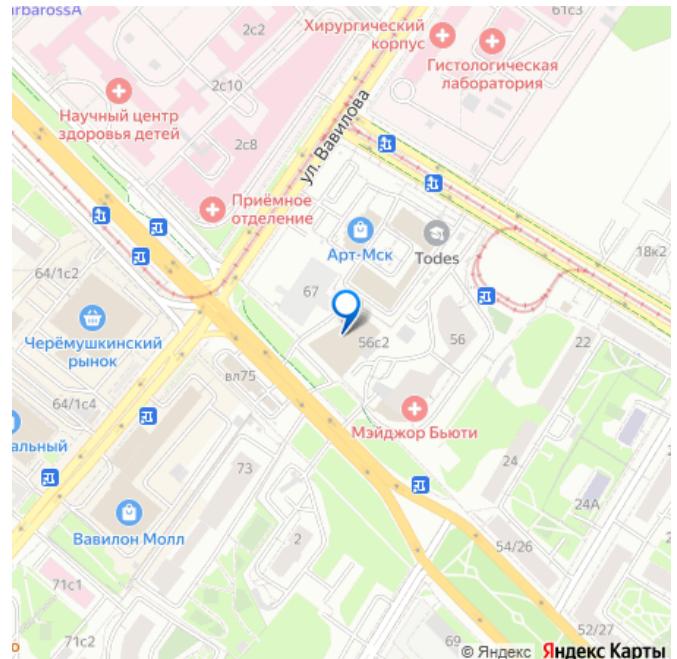 arbarossA
2с2
Хирургический
корпус
61с3
Гистологическая
лаборатория
2с10
Научный центр
здоровья детей
2с8
ул. Вавилова
Приёмное
отделение
Арт-Мск
Todes
18к2
64/1с2
67
Черёмушкинский
рынок
56с2
56
22
вл75
64/1с4
Мэйджор Бьюти
альный
73
24
24А
Вавилон Молл
2
54/26
71с1
71с2
69
52/27
© Яндекс Яндекс Карты